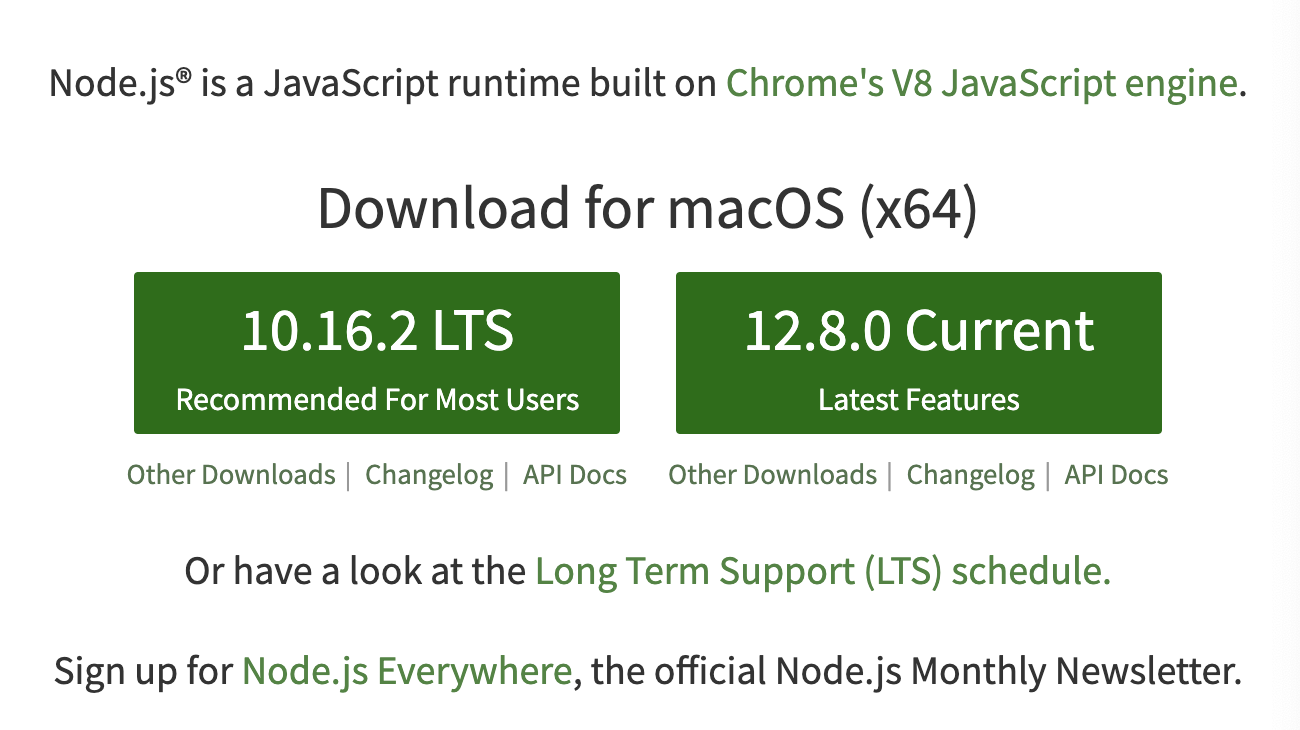 Node.js® is a JavaScript runtime built on Chrome's V8 JavaScript engine.
Download for macOS (x64)
10.16.2 LTS
Recommended For Most Users
Other Downloads | Changelog | API Docs
12.8.0 Current
Latest Features
Other Downloads | Changelog | API Docs
Or have a look at the Long Term Support (LTS) schedule.
Sign up for Node.js Everywhere, the official Node.js Monthly Newsletter.